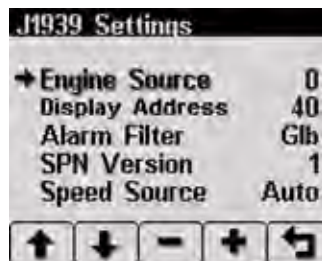 J1939 Settings
Engine Source 0
Display Address 40
Alarm Filter Glb
SPN Version 1
Speed Source Auto